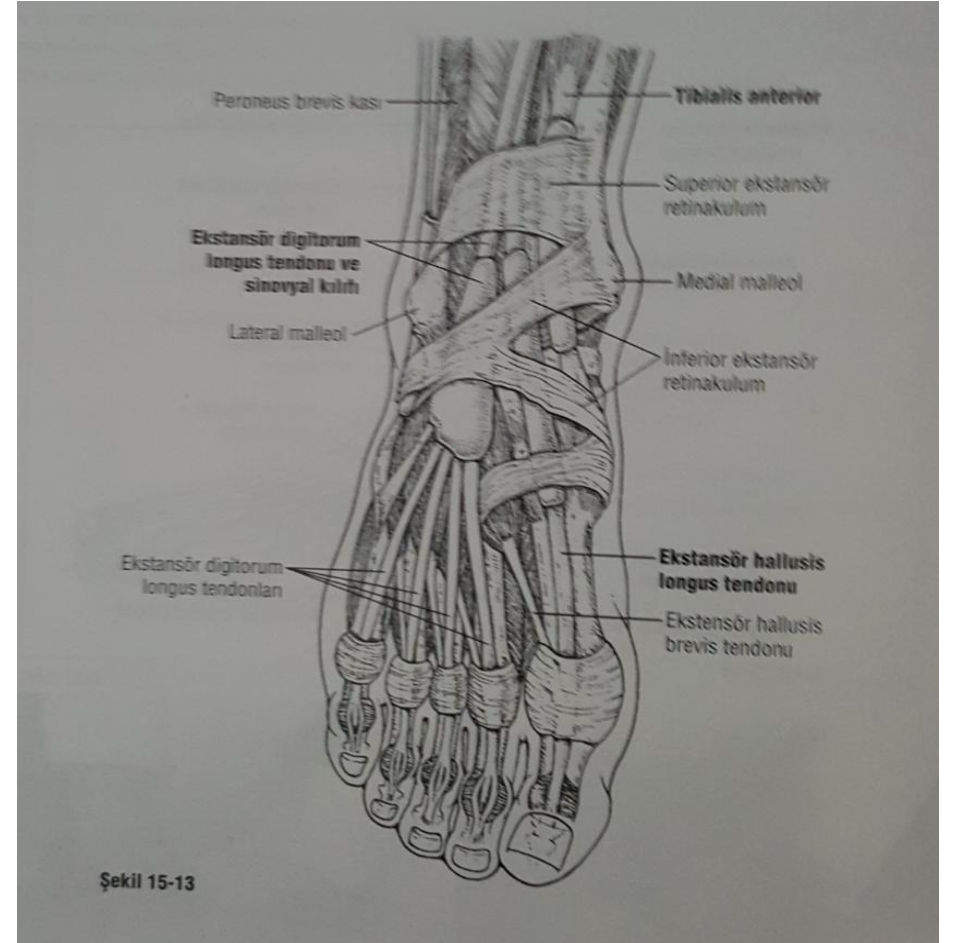 Peroneus brevis kası
Tibialis anterior
Superior ekstansör
retinakulum
Ekstansör digitorum
longus tendonu ve
sinovyal kılıfı
Medial malleol
Lateral malleol
İnferior ekstansör
retinakulum
Ekstansör digitorum
longus tendonları
Ekstansör hallusis
longus tendonu
Ekstensör hallusis
brevis tendonu
Şekil 15-13